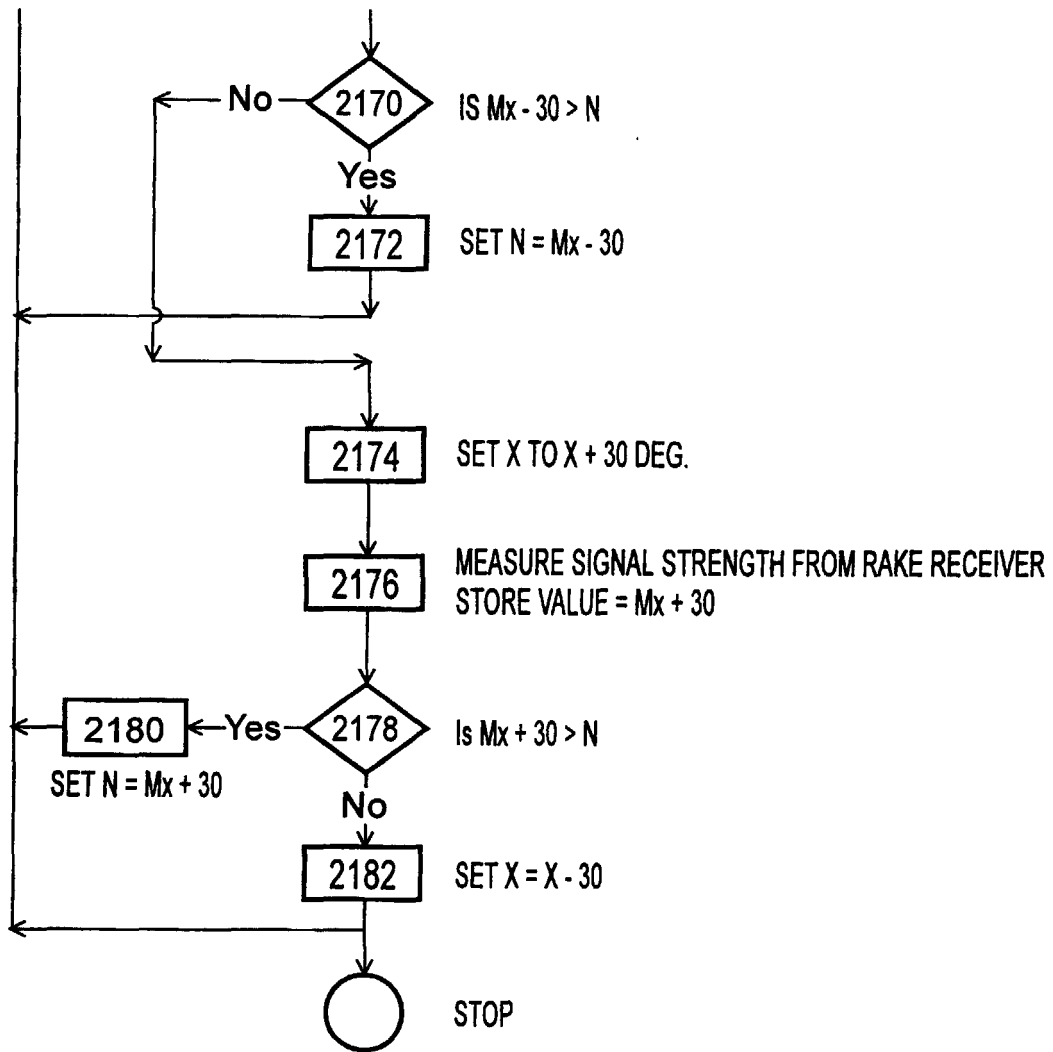 No
2170
IS Mx - 30 > N
Yes
2172
SET N = Mx - 30
2174
SET X TO X + 30 DEG.
2176
MEASURE SIGNAL STRENGTH FROM RAKE RECEIVER
STORE VALUE = Mx + 30
2180
Yes
2178
Is Mx + 30 > N
SET N = Mx + 30
No
2182
SET X = X - 30
STOP